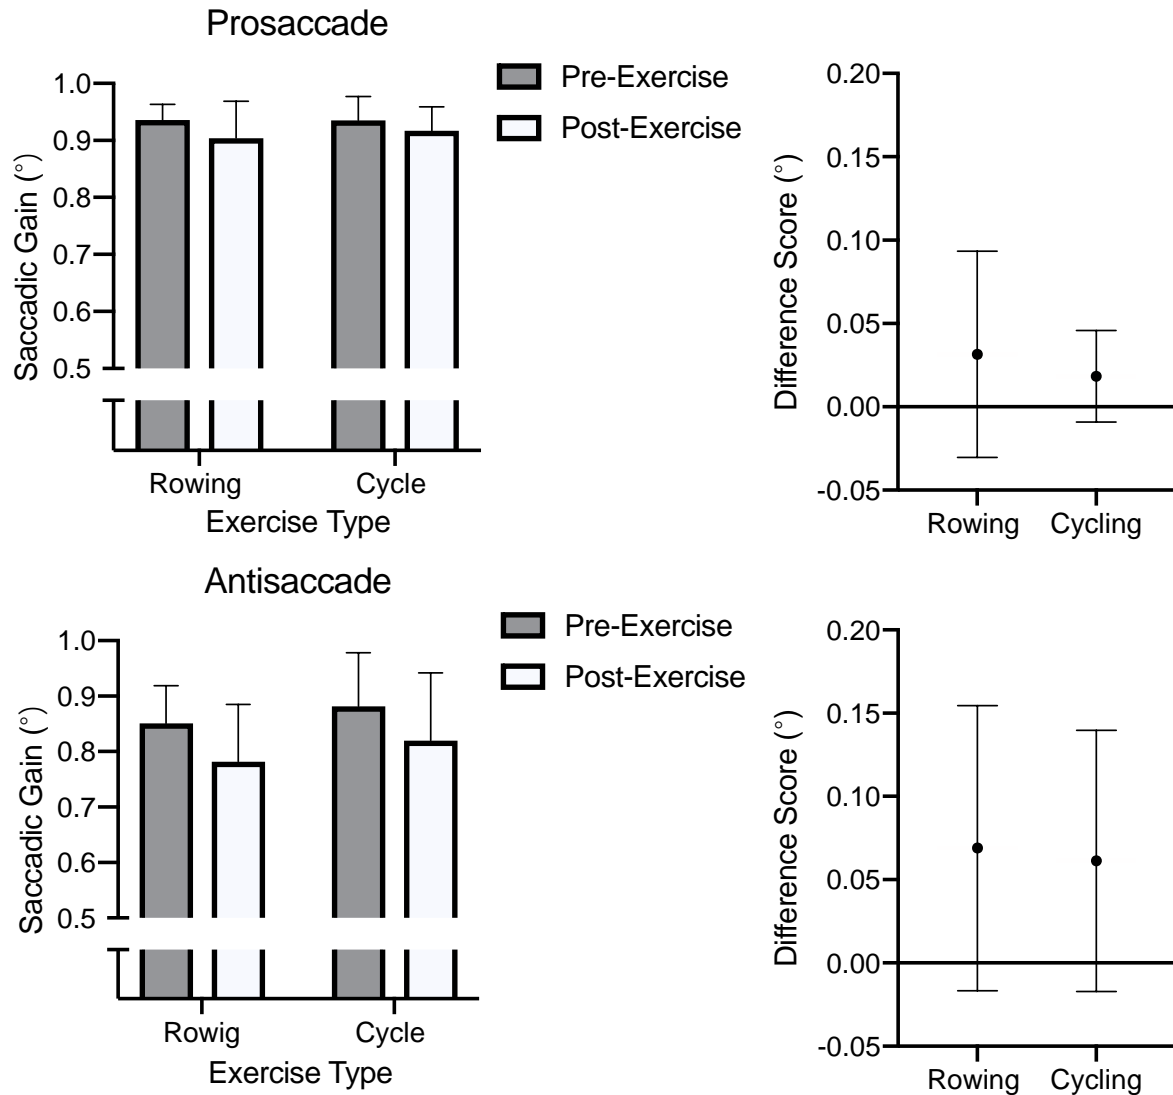 Prosaccade
Pre-Exercise
Post-Exercise
Saccadic Gain (°)
1.0
0.9
0.8
0.7
0.6
0.5
Rowing Cycle
Exercise Type
Difference Score (°)
0.20
0.15
0.10
0.05
0.00
-0.05
Rowing Cycling
Antisaccade
Pre-Exercise
Post-Exercise
Saccadic Gain (°)
1.0
0.9
0.8
0.7
0.6
0.5
Rowig Cycle
Exercise Type
Difference Score (°)
0.20
0.15
0.10
0.05
0.00
-0.05
Rowing Cycling